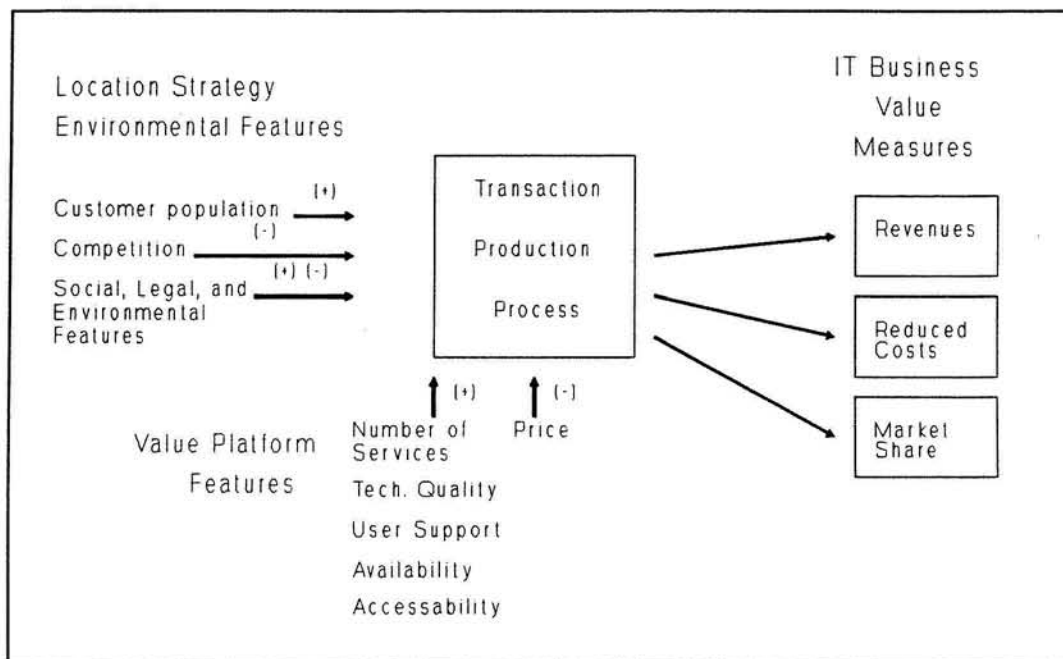 Location Strategy
Environmental Features
Customer population
(+)
Competition
(-)
Social, Legal, and
Environmental
Features
(+) (-)
Transaction
Production
Process
IT Business
Value
Measures
Revenues
Reduced
Costs
Market
Share
Value Platform
Features
(+)
Number of
Services
Tech. Quality
User Support
Availability
Accessability
(-)
Price